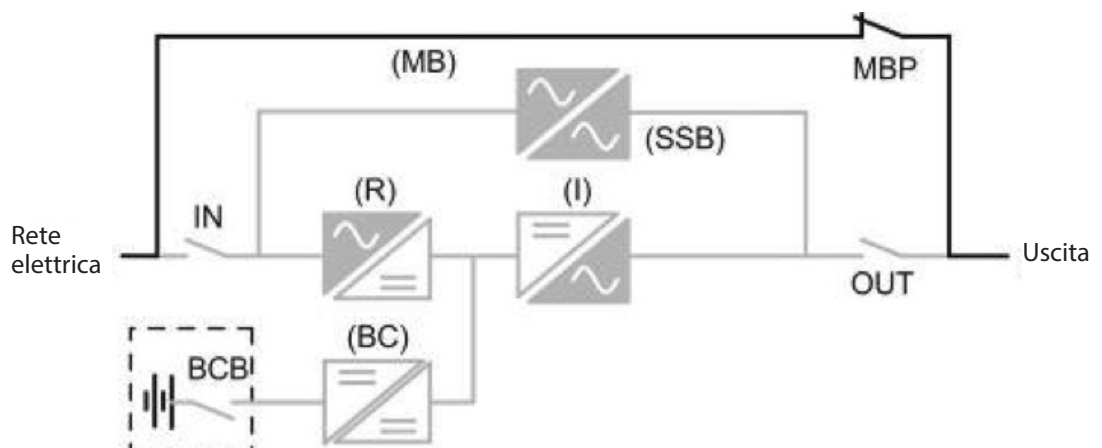 (MB)
MBP
(SSB)
(R)
(I)
IN
Rete
elettrica
Uscita
OUT
(BC)
BCB